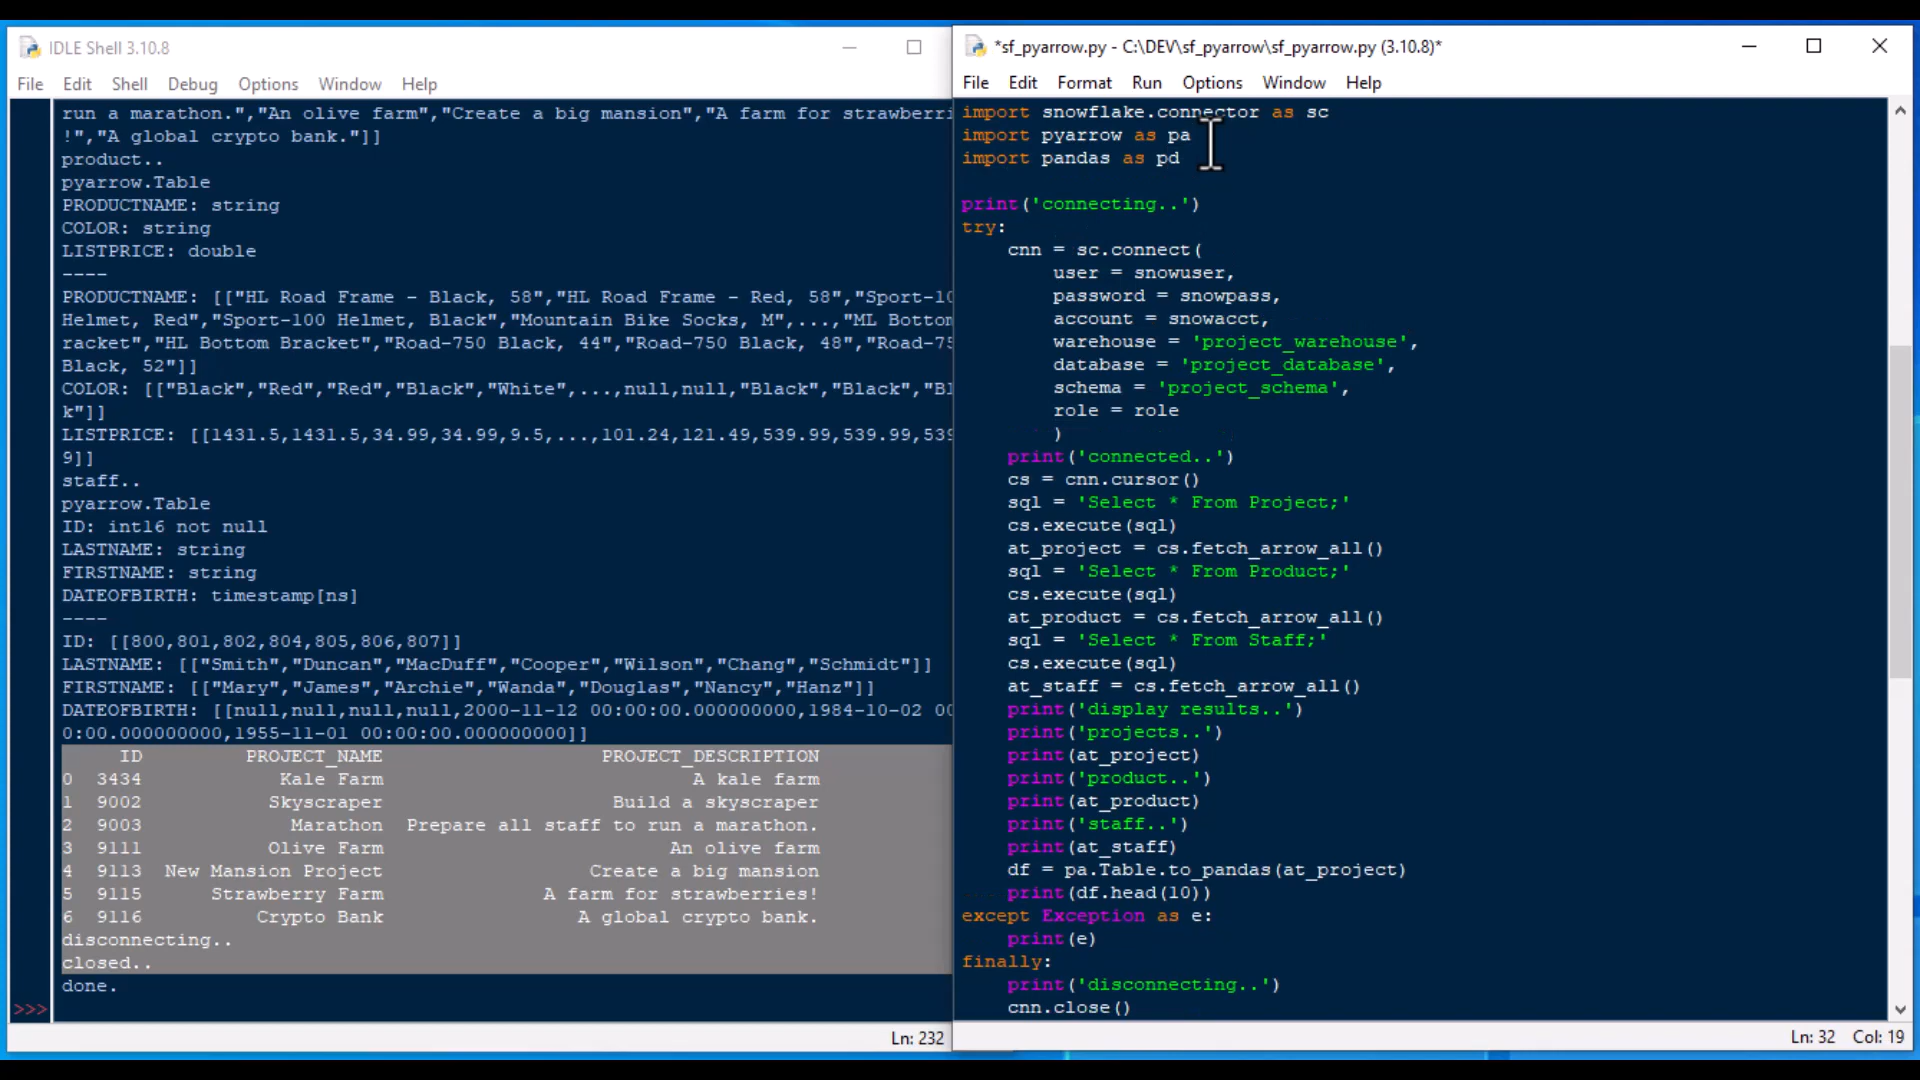 IDLE Shell 3.10.8
File Edit Shell Debug Options Window Help
run a marathon.","An olive farm","Create a big mansion","A farm for strawberri
!","A global crypto bank."]]
product..
pyarrow.Table
PRODUCTNAME: string
COLOR: string
LISTPRICE: double
----
PRODUCTNAME: [["HL Road Frame - Black, 58","HL Road Frame - Red, 58","Sport-10
Helmet, Red","Sport-100 Helmet, Black","Mountain Bike Socks, M",...,"ML Bottom
racket","HL Bottom Bracket","Road-750 Black, 44","Road-750 Black, 48","Road-75
Black, 52"]]
COLOR: [["Black","Red","Red","Black","White",...,null,null,"Black","Black","Bl
k"]]
LISTPRICE: [[1431.5,1431.5,34.99,34.99,9.5,...,101.24,121.49,539.99,539.99,539
9]]
staff..
pyarrow.Table
ID: int16 not null
LASTNAME: string
FIRSTNAME: string
DATEOFBIRTH: timestamp[ns]
----
ID: [[800,801,802,804,805,806,807]]
LASTNAME: [["Smith","Duncan","MacDuff","Cooper","Wilson","Chang","Schmidt"]]
FIRSTNAME: [["Mary","James","Archie","Wanda","Douglas","Nancy","Hanz"]]
DATEOFBIRTH: [[null,null,null,null,2000-11-12 00:00:00.000000000,1984-10-02 00
0:00.000000000,1955-11-01 00:00:00.000000000]]
ID PROJECT_NAME PROJECT_DESCRIPTION
0 3434 Kale Farm A kale farm
1 9002 Skyscraper Build a skyscraper
2 9003 Marathon Prepare all staff to run a marathon.
3 9111 Olive Farm An olive farm
4 9113 New Mansion Project Create a big mansion
5 9115 Strawberry Farm A farm for strawberries!
6 9116 Crypto Bank A global crypto bank.
disconnecting..
closed..
done.
>>>
Ln: 232
*sf_pyarrow.py - C:\DEV\sf_pyarrow\sf_pyarrow.py (3.10.8)*
File Edit Format Run Options Window Help
import snowflake.connector as sc
import pyarrow as pa
import pandas as pd
print('connecting..')
try:
cnn = sc.connect(
user = snowuser,
password = snowpass,
account = snowacct,
warehouse = 'project_warehouse',
database = 'project_database',
schema = 'project_schema',
role = role
)
print('connected..')
cs = cnn.cursor()
sql = 'Select * From Project;'
cs.execute(sql)
at_project = cs.fetch_arrow_all()
sql = 'Select * From Product;'
cs.execute(sql)
at_product = cs.fetch_arrow_all()
sql = 'Select * From Staff;'
cs.execute(sql)
at_staff = cs.fetch_arrow_all()
print('display results..')
print('projects..')
print(at_project)
print('product..')
print(at_product)
print('staff..')
print(at_staff)
df = pa.Table.to_pandas(at_project)
print(df.head(10))
except Exception as e:
print(e)
finally:
print('disconnecting..')
cnn.close()
Ln: 32 Col: 19